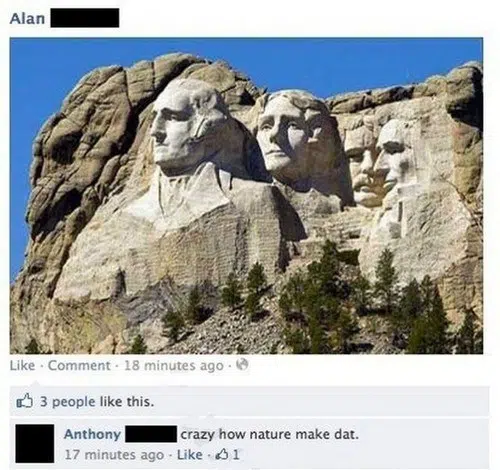 Alan
Like · Comment · 18 minutes ago ·
3 people like this.
Anthony crazy how nature make dat.
17 minutes ago · Like · 1